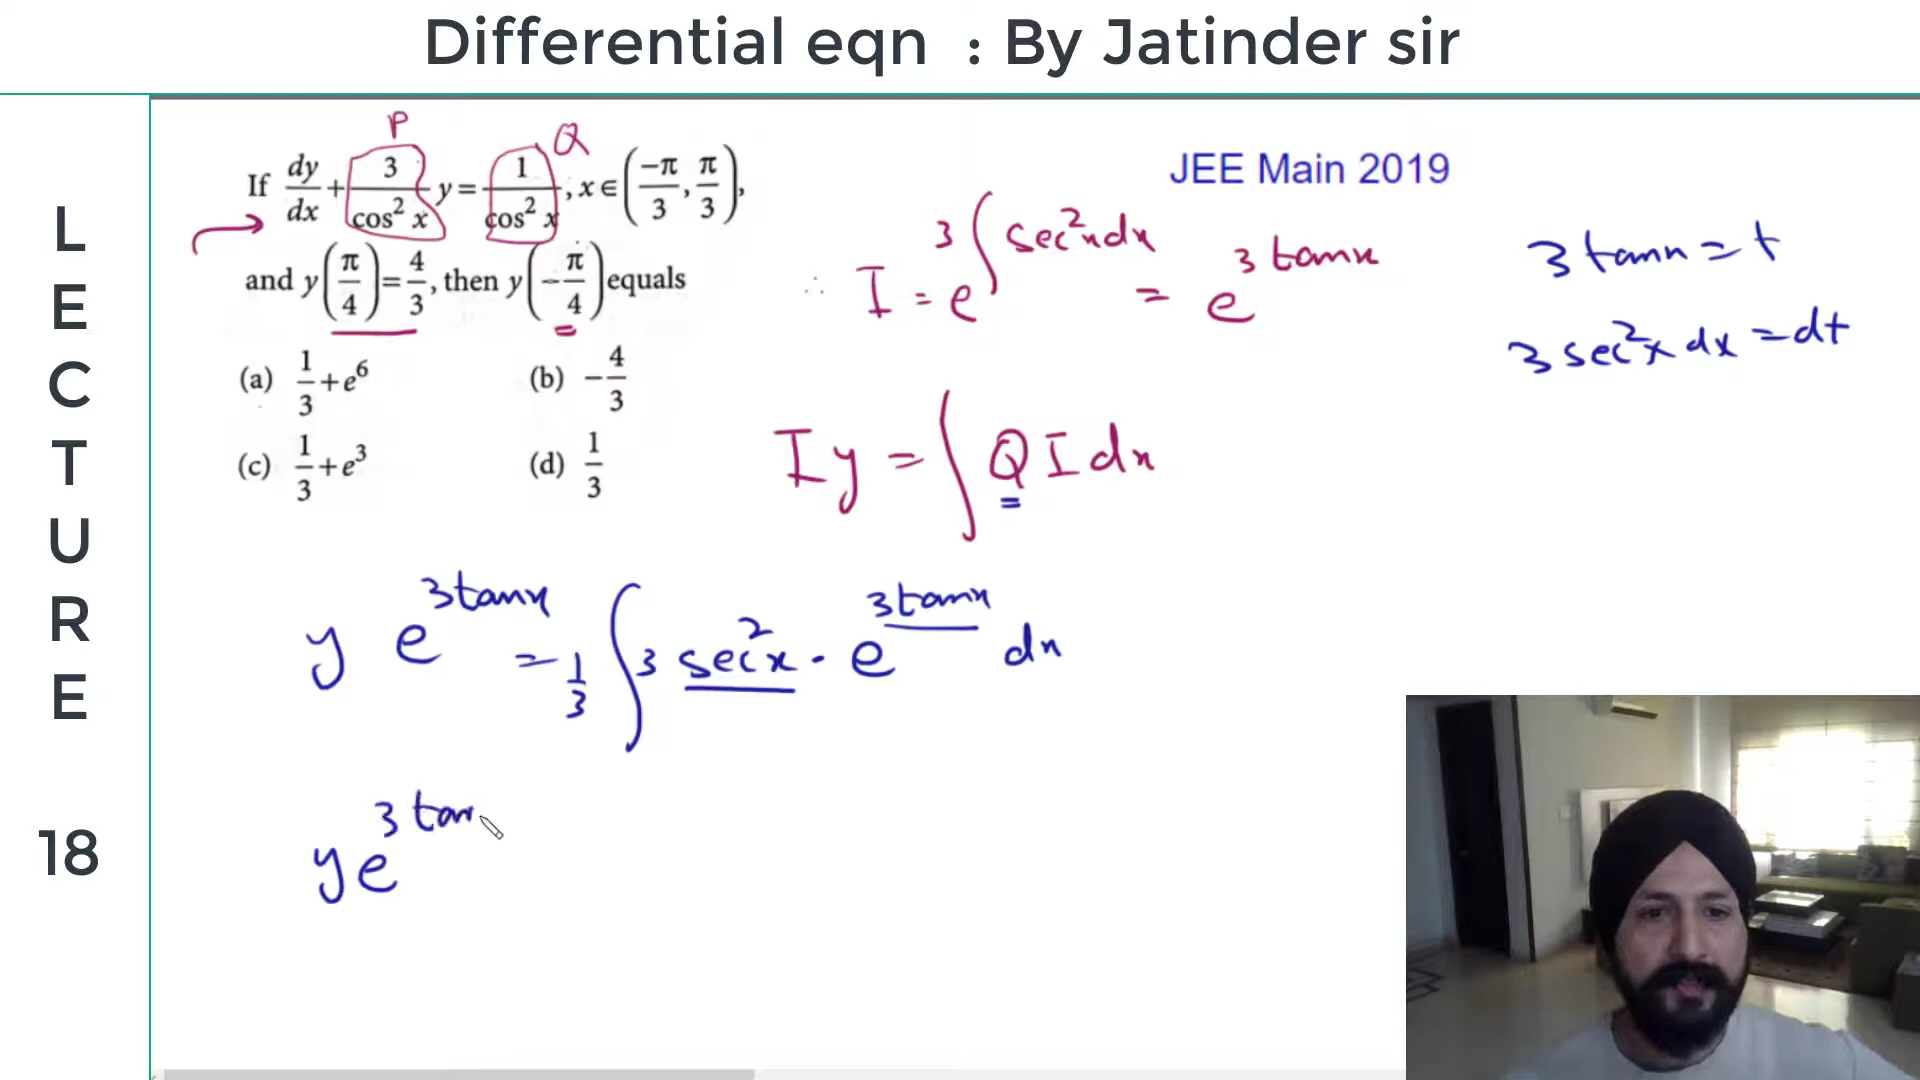 Differential eqn : By Jatinder sir
LECTURE
18
P
Q
If dy/dx + 3/cos² x y = 1/cos² x, x ∈ (-π/3, π/3),
and y(π/4) = 4/3, then y(-π/4) equals
(a) 1/3 + e⁶ (b) -4/3
(c) 1/3 + e³ (d) 1/3
JEE Main 2019
∴ I = e^(3∫sec²x dx) = e^(3 tanx)
3 tanx = t
3 sec²x dx = dt
Iy = ∫ Q I dx
y e^(3tanx) = 1/3 ∫ 3 sec²x · e^(3tanx) dx
y e^(3 tan